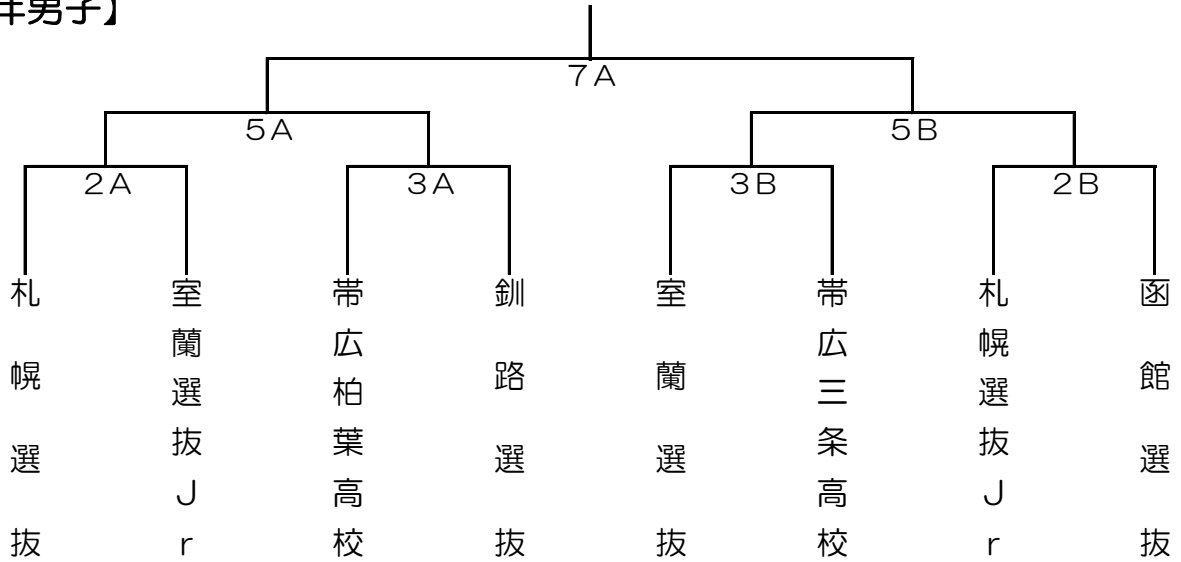 年男子】
7A
5A
5B
2A
3A
3B
2B
札幌選抜
室蘭選抜Jr
帯広柏葉高校
釧路選抜
室蘭選抜
帯広三条高校
札幌選抜Jr
函館選抜